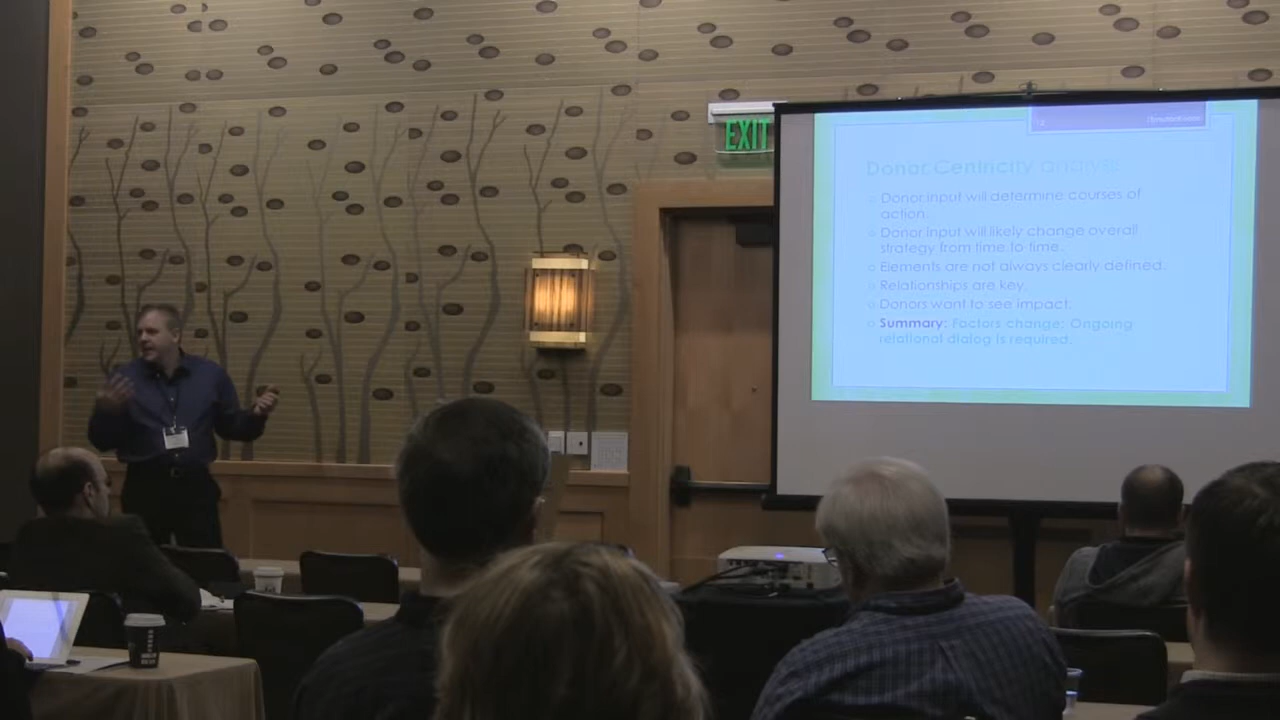 EXIT
Donor Centricity analysis
Donor input will determine courses of
action.
Donor input will likely change overall
strategy from time to time.
Elements are not always clearly defined.
Relationships are key.
Donors want to see impact.
Summary: Factors change: Ongoing
relational dialog is required.